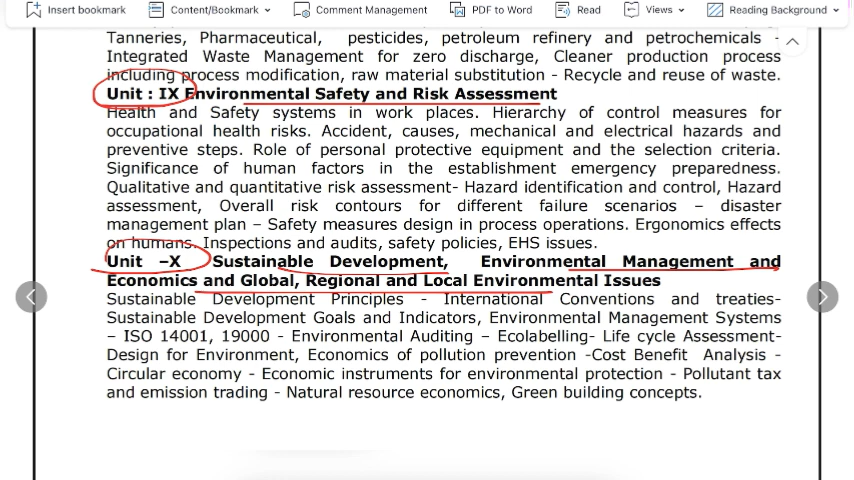 Insert bookmark Content/Bookmark Comment Management PDF to Word Read Views Reading Background
Tanneries, Pharmaceutical, pesticides, petroleum refinery and petrochemicals -
Integrated Waste Management for zero discharge, Cleaner production process
including process modification, raw material substitution - Recycle and reuse of waste.
Unit : IX Environmental Safety and Risk Assessment
Health and Safety systems in work places. Hierarchy of control measures for
occupational health risks. Accident, causes, mechanical and electrical hazards and
preventive steps. Role of personal protective equipment and the selection criteria.
Significance of human factors in the establishment emergency preparedness.
Qualitative and quantitative risk assessment- Hazard identification and control, Hazard
assessment, Overall risk contours for different failure scenarios – disaster
management plan – Safety measures design in process operations. Ergonomics effects
on humans. Inspections and audits, safety policies, EHS issues.
Unit –X Sustainable Development, Environmental Management and
Economics and Global, Regional and Local Environmental Issues
Sustainable Development Principles - International Conventions and treaties-
Sustainable Development Goals and Indicators, Environmental Management Systems
– ISO 14001, 19000 - Environmental Auditing – Ecolabelling- Life cycle Assessment-
Design for Environment, Economics of pollution prevention -Cost Benefit Analysis -
Circular economy - Economic instruments for environmental protection - Pollutant tax
and emission trading - Natural resource economics, Green building concepts.